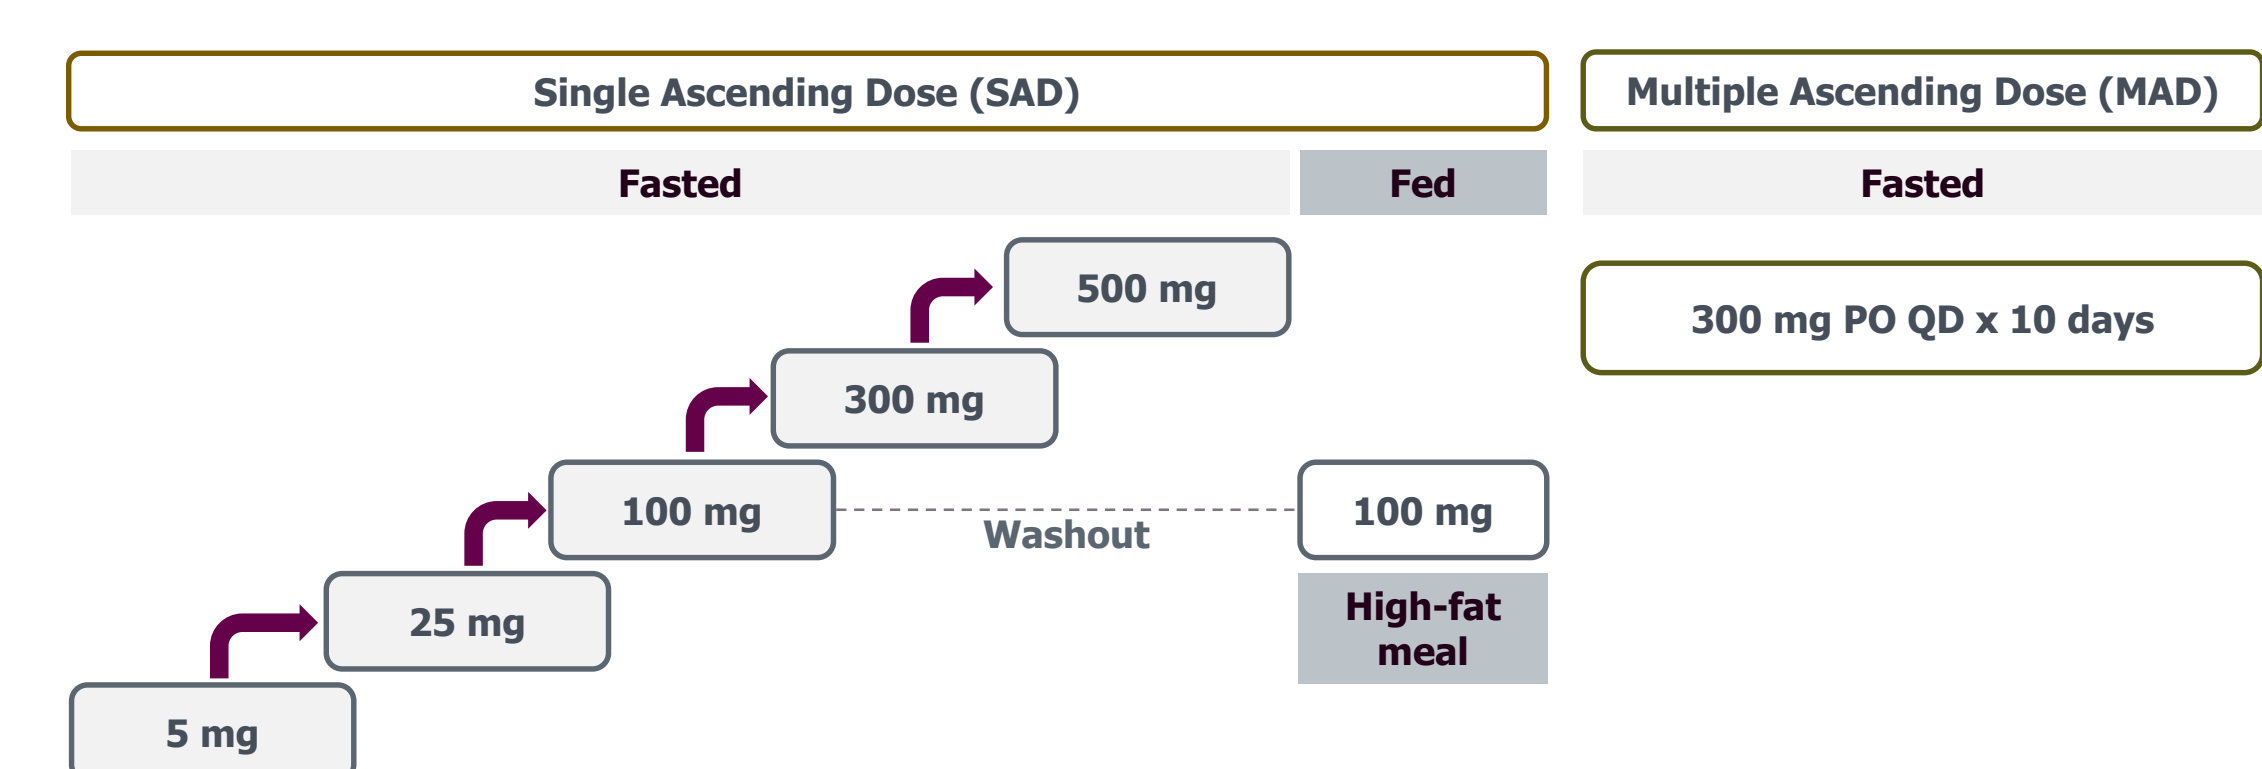 Single Ascending Dose (SAD)
Multiple Ascending Dose (MAD)
Fasted
Fed
Fasted
500 mg
300 mg PO QD x 10 days
300 mg
100 mg
Washout
100 mg
25 mg
High-fat
meal
5 mg